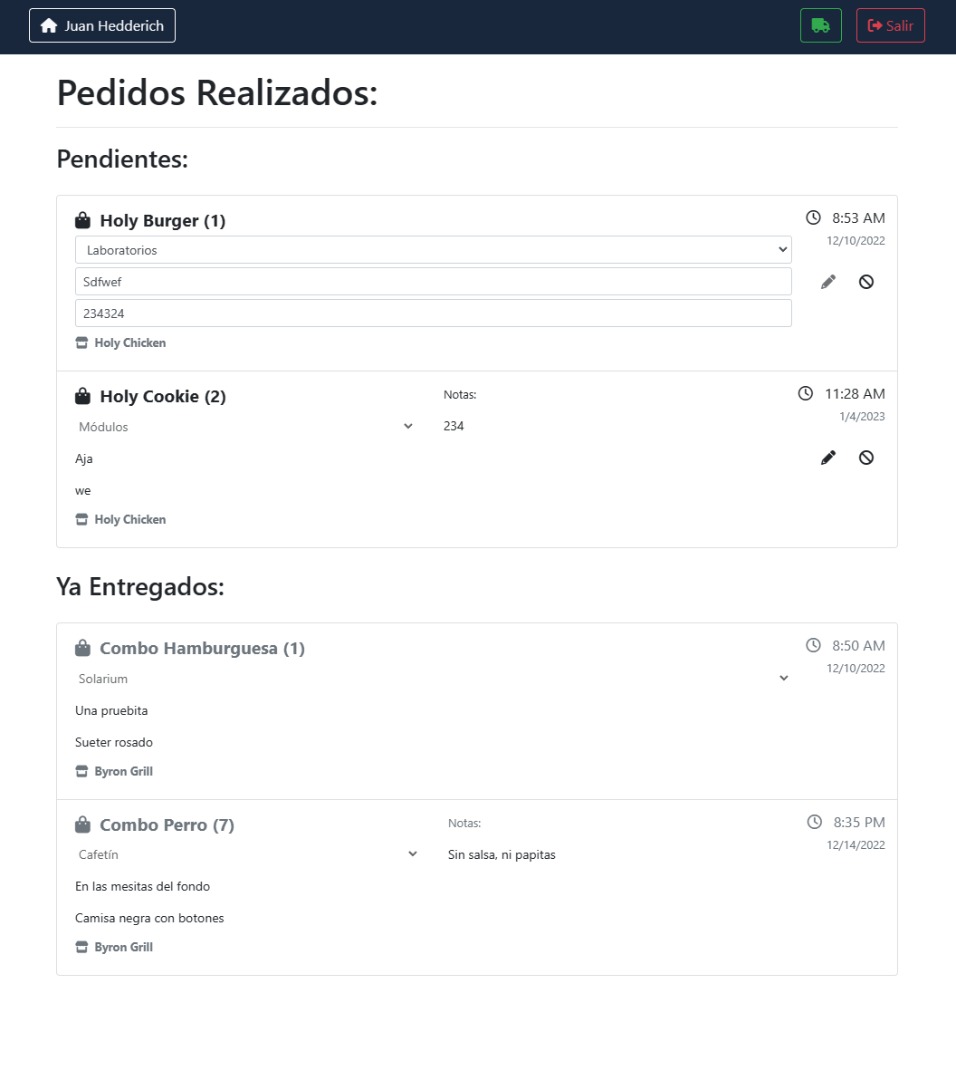 Juan Hedderich
Salir
Pedidos Realizados:
Pendientes:
Holy Burger (1)
8:53 AM
12/10/2022
Laboratorios
Sdfwef
234324
Holy Chicken
Holy Cookie (2)
Notas:
11:28 AM
1/4/2023
Módulos
234
Aja
we
Holy Chicken
Ya Entregados:
Combo Hamburguesa (1)
8:50 AM
12/10/2022
Solarium
Una pruebita
Sueter rosado
Byron Grill
Combo Perro (7)
Notas:
8:35 PM
12/14/2022
Cafetín
Sin salsa, ni papitas
En las mesitas del fondo
Camisa negra con botones
Byron Grill